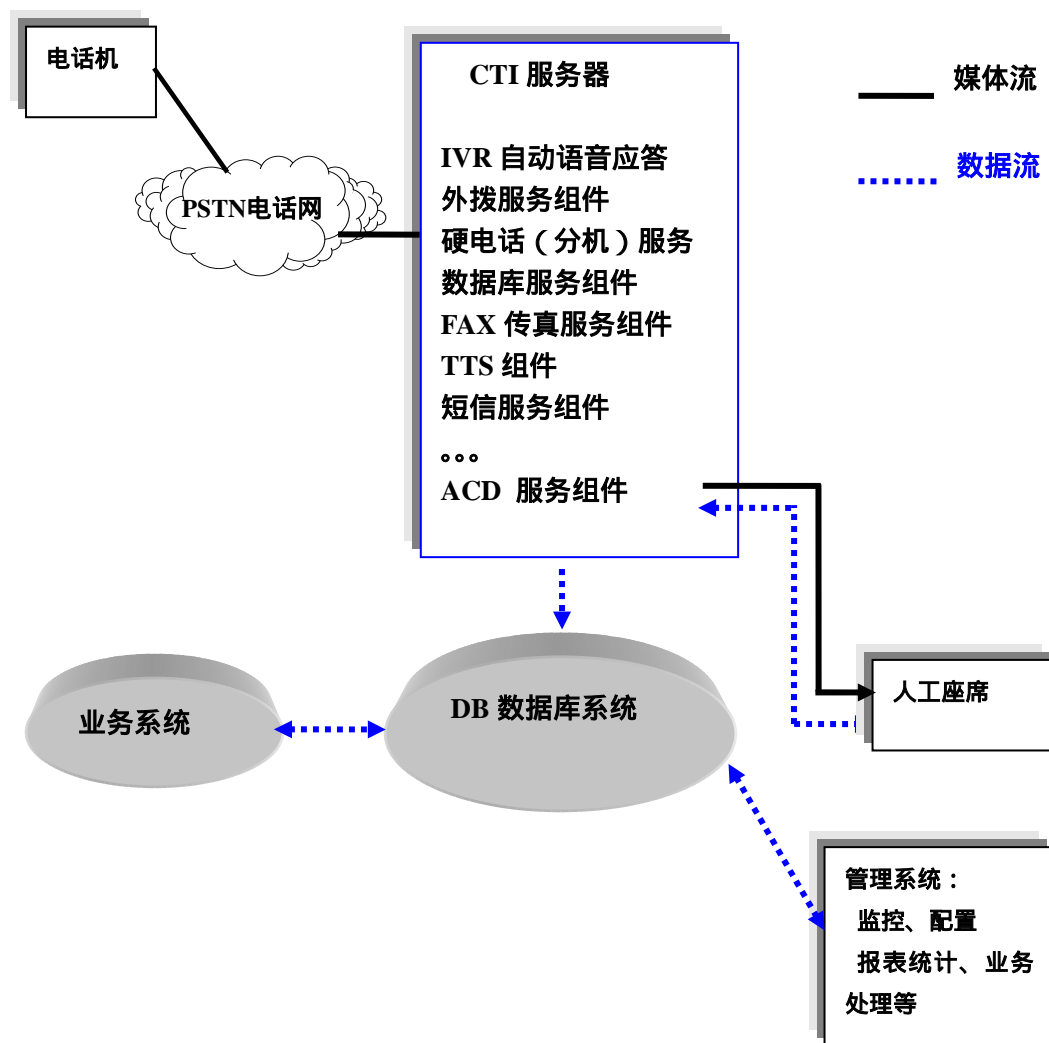 电话机
CTI 服务器
媒体流
IVR 自动语音应答
数据流
外拨服务组件
PSTN电话网
硬电话（分机）服务
数据库服务组件
FAX 传真服务组件
TTS 组件
短信服务组件
。。。
ACD 服务组件
人工座席
DB 数据库系统
业务系统
管理系统：
监控、配置
报表统计、业务
处理等